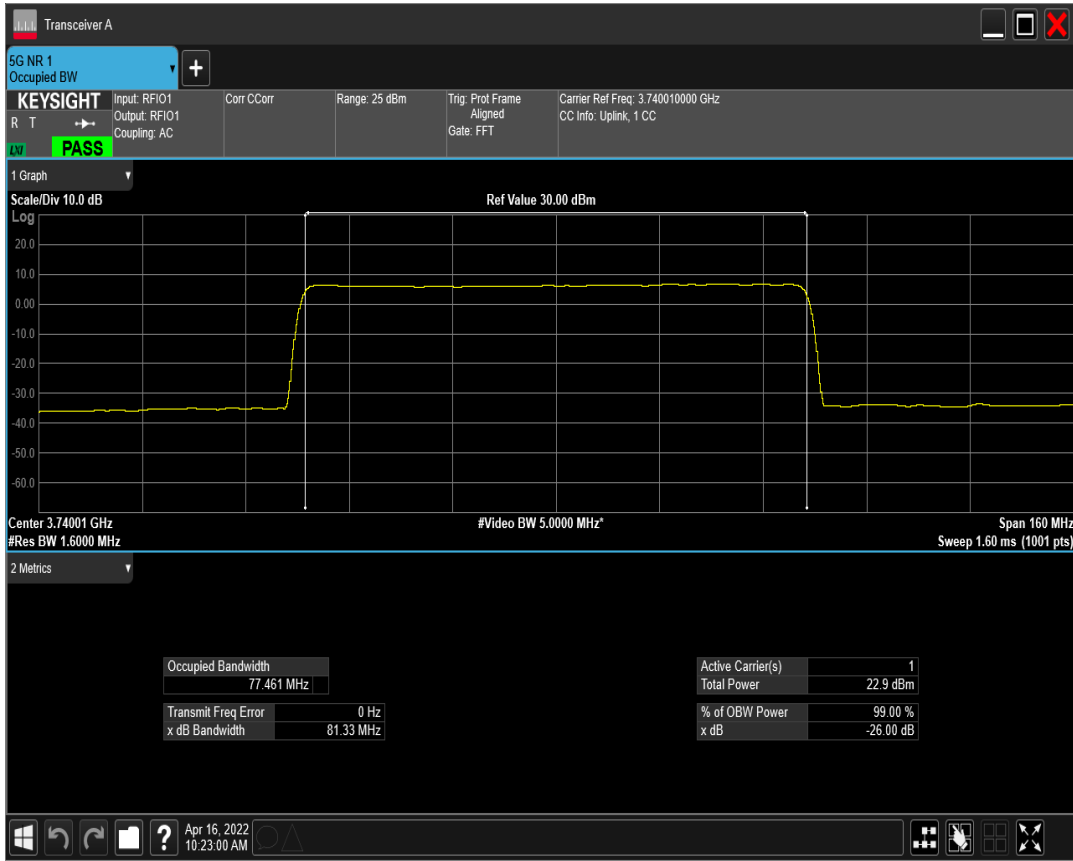 Transceiver A
5G NR 1
Occupied BW
KEYSIGHT
R T
LXI
PASS
Input: RFIO1
Output: RFIO1
Coupling: AC
Corr CCorr
Range: 25 dBm
Trig: Prot Frame
Aligned
Gate: FFT
Carrier Ref Freq: 3.740010000 GHz
CC Info: Uplink, 1 CC
1 Graph
Scale/Div 10.0 dB
Ref Value 30.00 dBm
Log
20.0
10.0
0.00
-10.0
-20.0
-30.0
-40.0
-50.0
-60.0
Center 3.74001 GHz
#Video BW 5.0000 MHz*
Span 160 MHz
#Res BW 1.6000 MHz
Sweep 1.60 ms (1001 pts)
2 Metrics
Occupied Bandwidth
77.461 MHz
Transmit Freq Error 0 Hz
x dB Bandwidth 81.33 MHz
Active Carrier(s) 1
Total Power 22.9 dBm
% of OBW Power 99.00 %
x dB -26.00 dB
?
Apr 16, 2022
10:23:00 AM